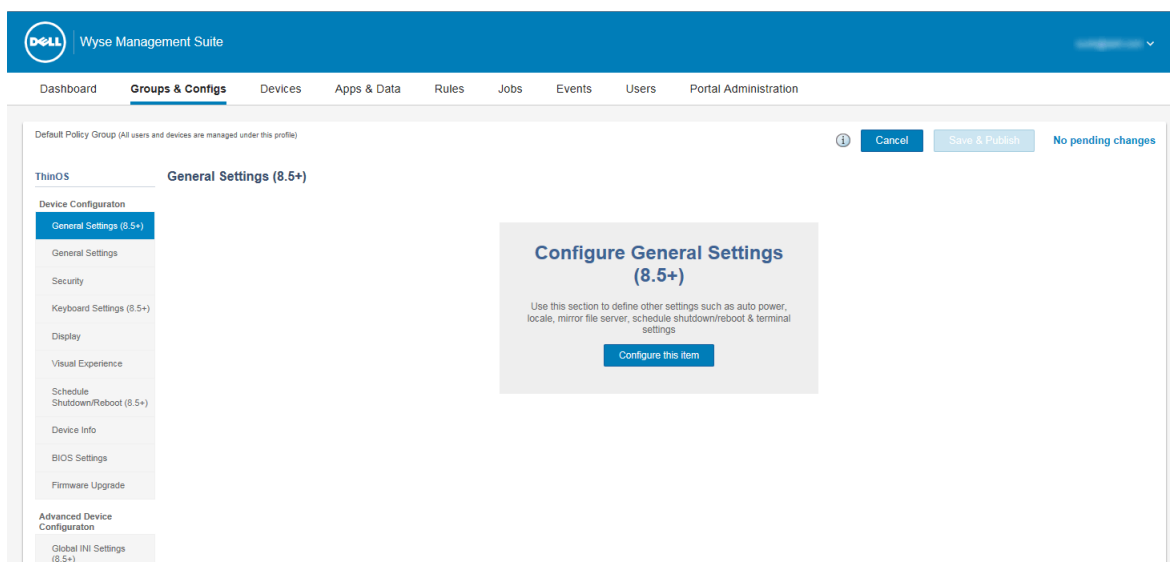 DELL
Wyse Management Suite
Dashboard Groups & Configs Devices Apps & Data Rules Jobs Events Users Portal Administration
Default Policy Group (All users and devices are managed under this profile)
i Cancel Save & Publish No pending changes
ThinOS
General Settings (8.5+)
Device Configuraton
General Settings (8.5+)
General Settings
Security
Keyboard Settings (8.5+)
Display
Visual Experience
Schedule
Shutdown/Reboot (8.5+)
Device Info
BIOS Settings
Firmware Upgrade
Advanced Device
Configuraton
Global INI Settings
(8.5+)
Configure General Settings
(8.5+)
Use this section to define other settings such as auto power,
locale, mirror file server, schedule shutdown/reboot & terminal
settings
Configure this item